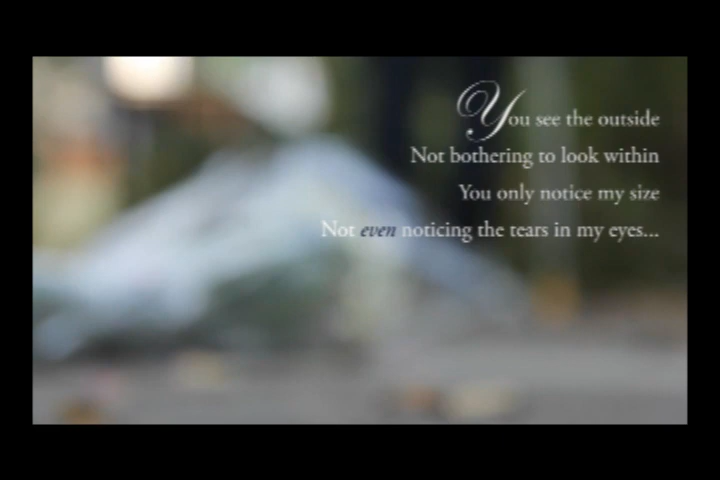 You see the outside
Not bothering to look within
You only notice my size
Not even noticing the tears in my eyes...